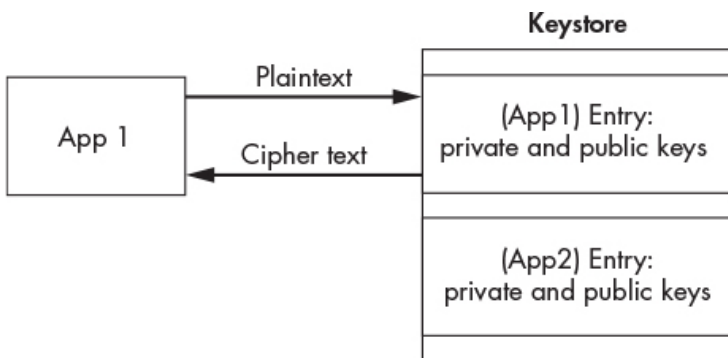 Keystore
Plaintext
App 1
(App1) Entry:
private and public keys
Cipher text
(App2) Entry:
private and public keys